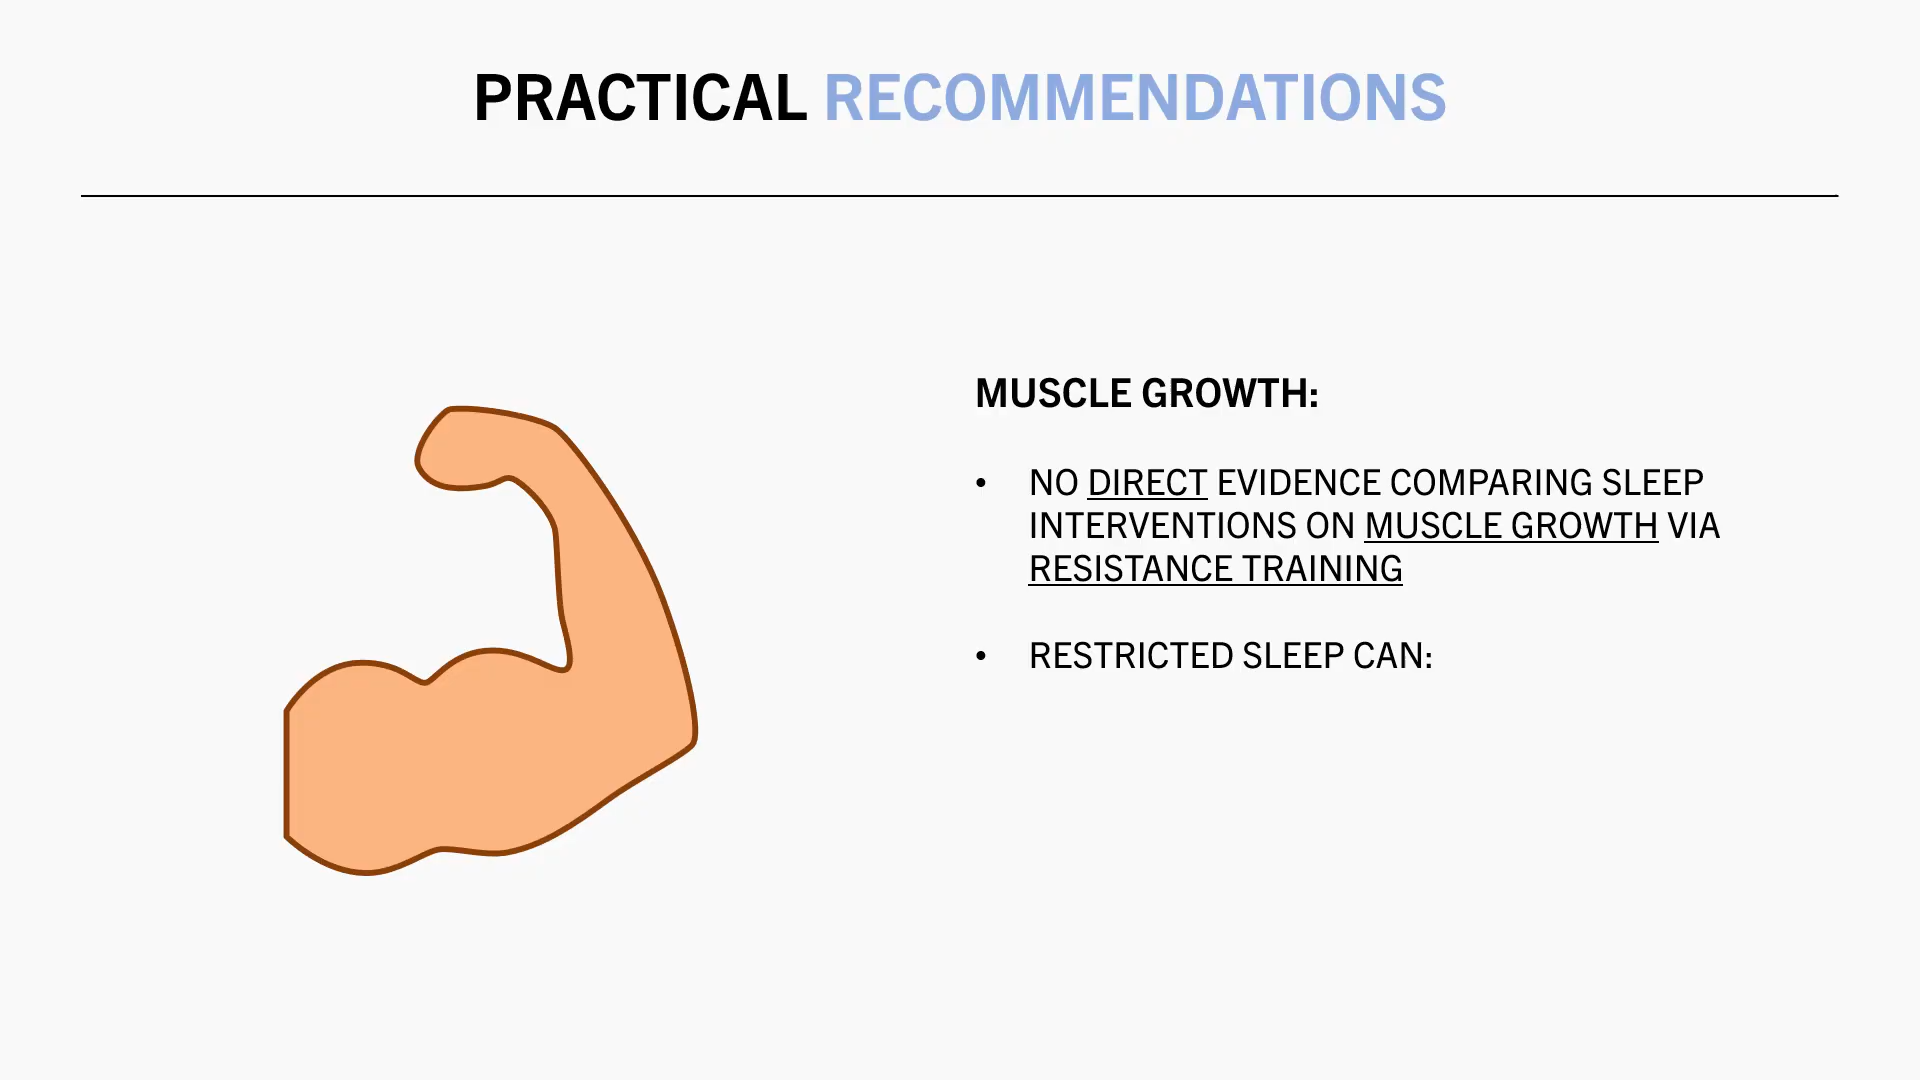 PRACTICAL RECOMMENDATIONS
MUSCLE GROWTH:
• NO DIRECT EVIDENCE COMPARING SLEEP
INTERVENTIONS ON MUSCLE GROWTH VIA
RESISTANCE TRAINING
• RESTRICTED SLEEP CAN: